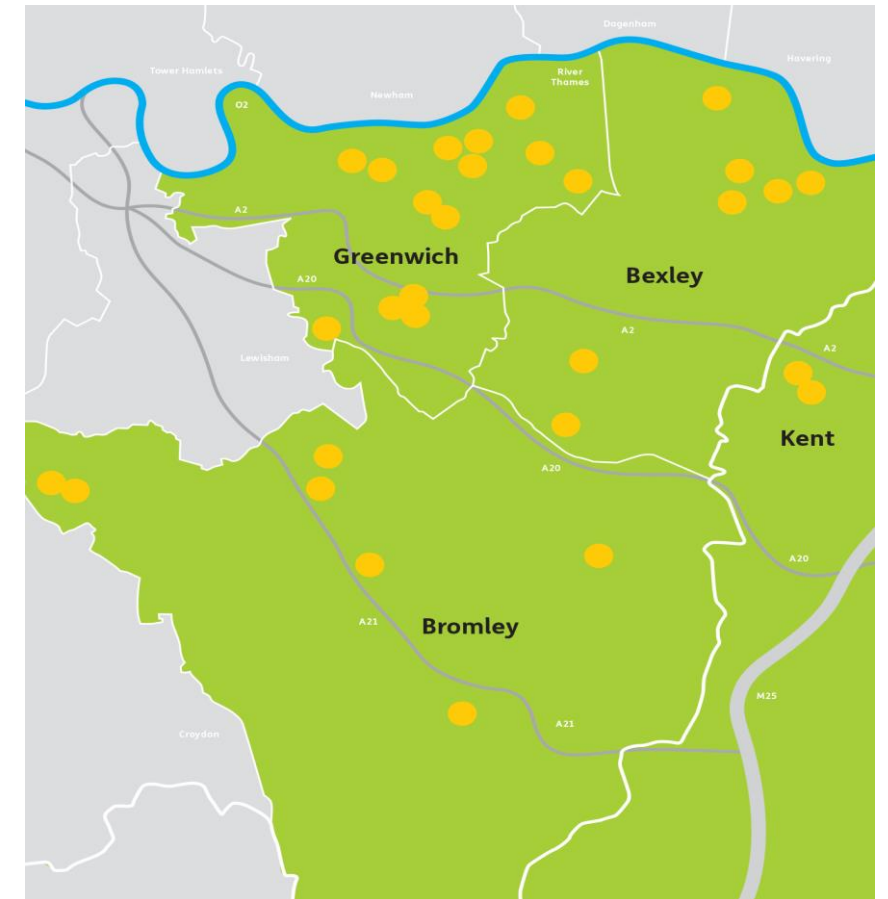 Dagenham
Havering
Tower Hamlets
River
Thames
Newham
O2
A2
Greenwich
Bexley
A20
A2
A2
Lewisham
Kent
A20
A20
A21
Bromley
M25
A21
Croydon